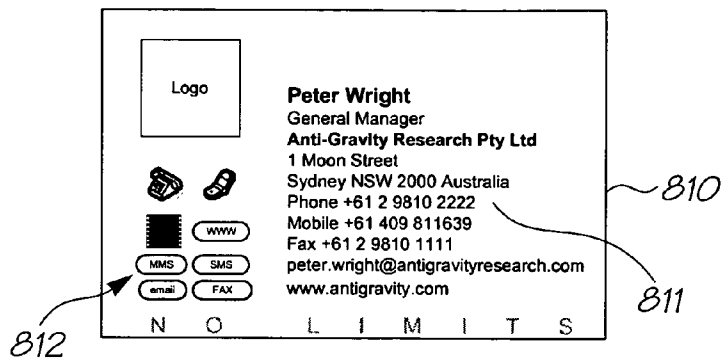 Logo
Peter Wright
General Manager
Anti-Gravity Research Pty Ltd
1 Moon Street
Sydney NSW 2000 Australia
Phone +61 2 9810 2222
Mobile +61 409 811639
Fax +61 2 9810 1111
peter.wright@antigravityresearch.com
www.antigravity.com
WWW
MMS SMS
email FAX
N O L I M I T S
810
811
812